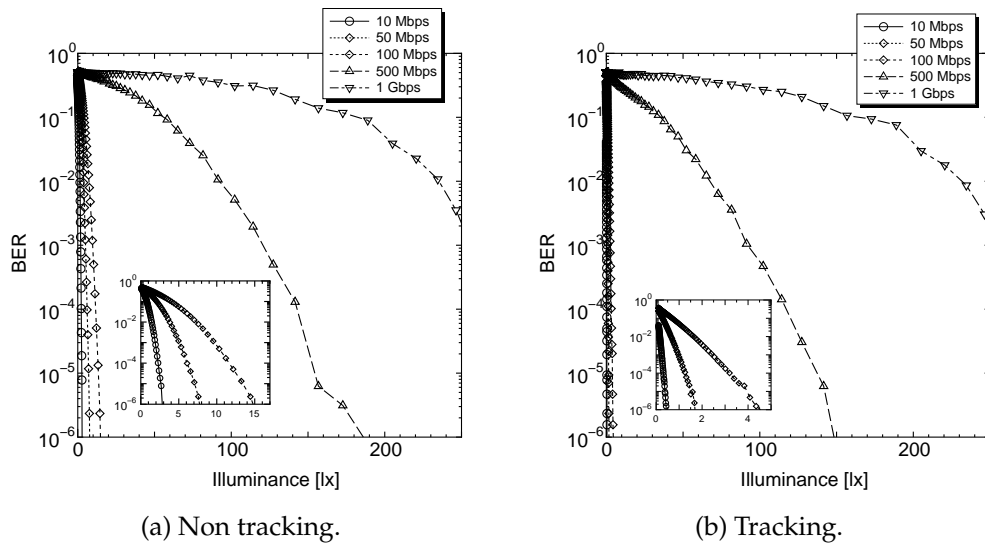 10 Mbps
50 Mbps
100 Mbps
500 Mbps
1 Gbps
10^0
10^-1
10^-2
10^-3
10^-4
10^-5
10^-6
BER
0 100 200
Illuminance [lx]
10^0
10^-2
10^-4
10^-6
0 5 10 15
(a) Non tracking.
10 Mbps
50 Mbps
100 Mbps
500 Mbps
1 Gbps
10^0
10^-1
10^-2
10^-3
10^-4
10^-5
10^-6
BER
0 100 200
Illuminance [lx]
10^0
10^-2
10^-4
10^-6
0 2 4
(b) Tracking.